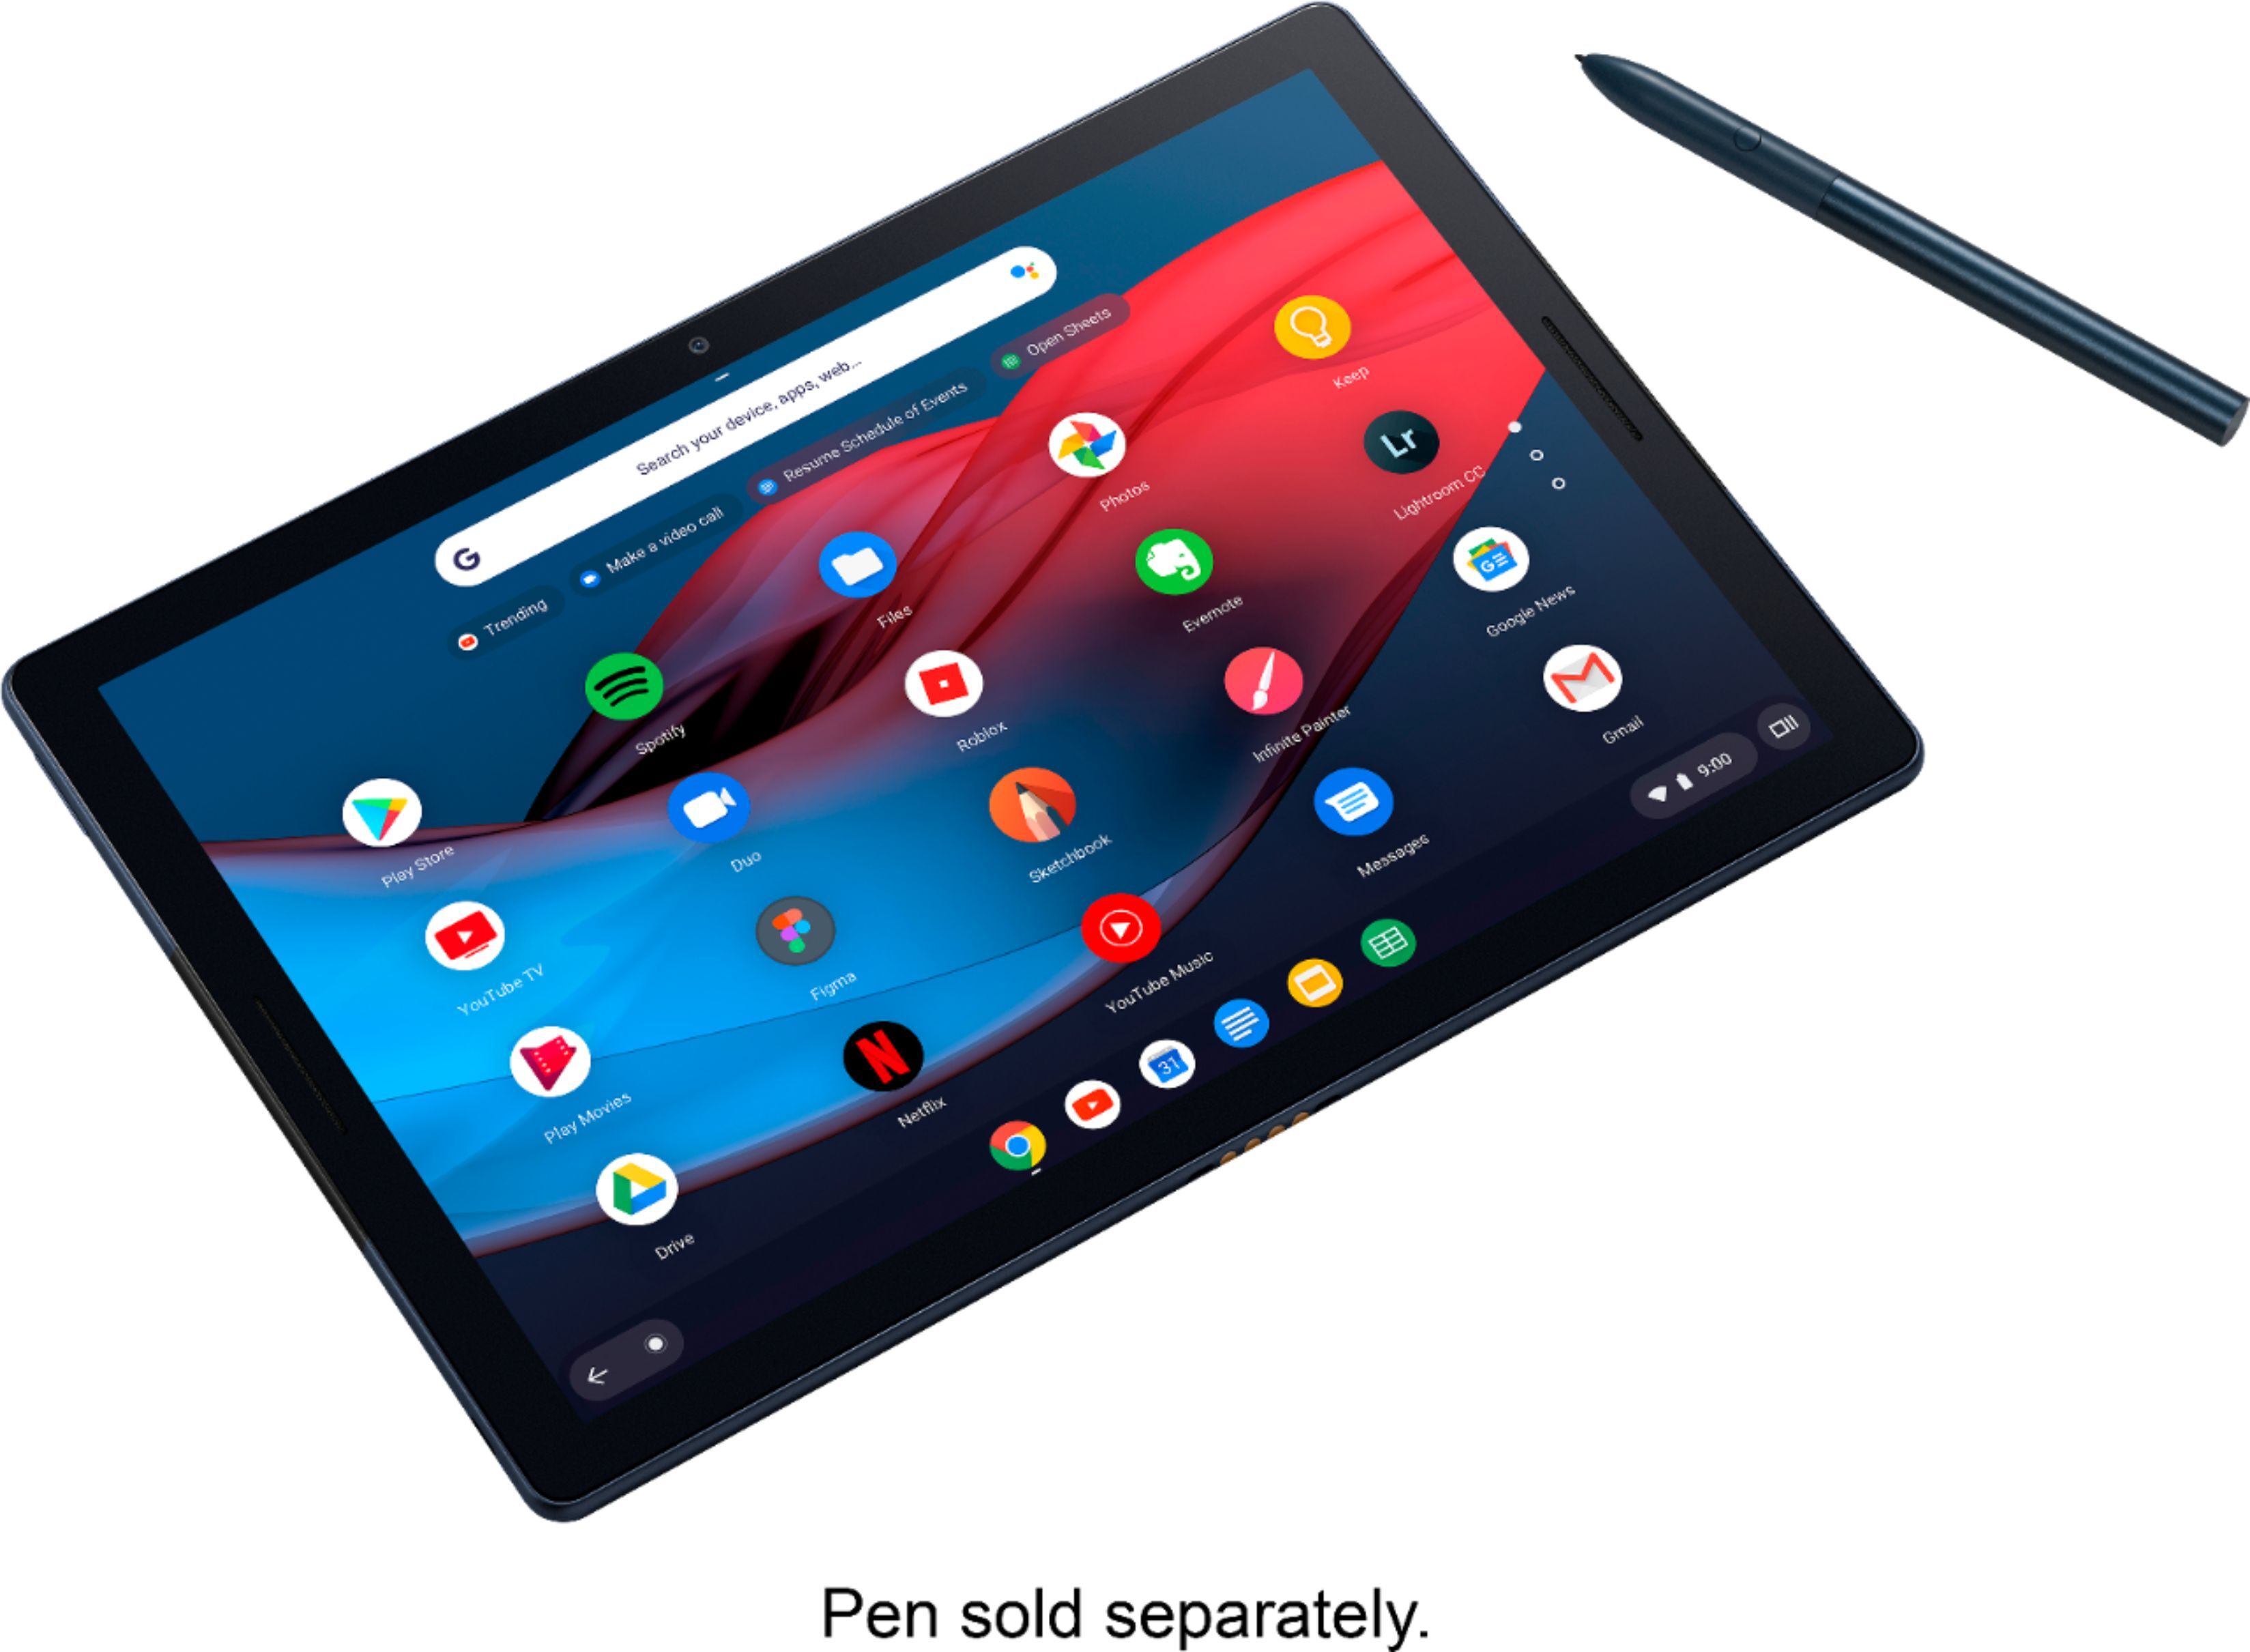 G
Search your device, apps, web...
Trending
Make a video call
Resume Schedule of Events
Open Sheets
Play Store
Spotify
Files
Photos
Keep
YouTube TV
Duo
Roblox
Evernote
Lr
Lightroom CC
Play Movies
Figma
Sketchbook
Infinite Painter
G
Google News
Drive
N
Netflix
YouTube Music
Messages
Gmail
31
9:00
Pen sold separately.